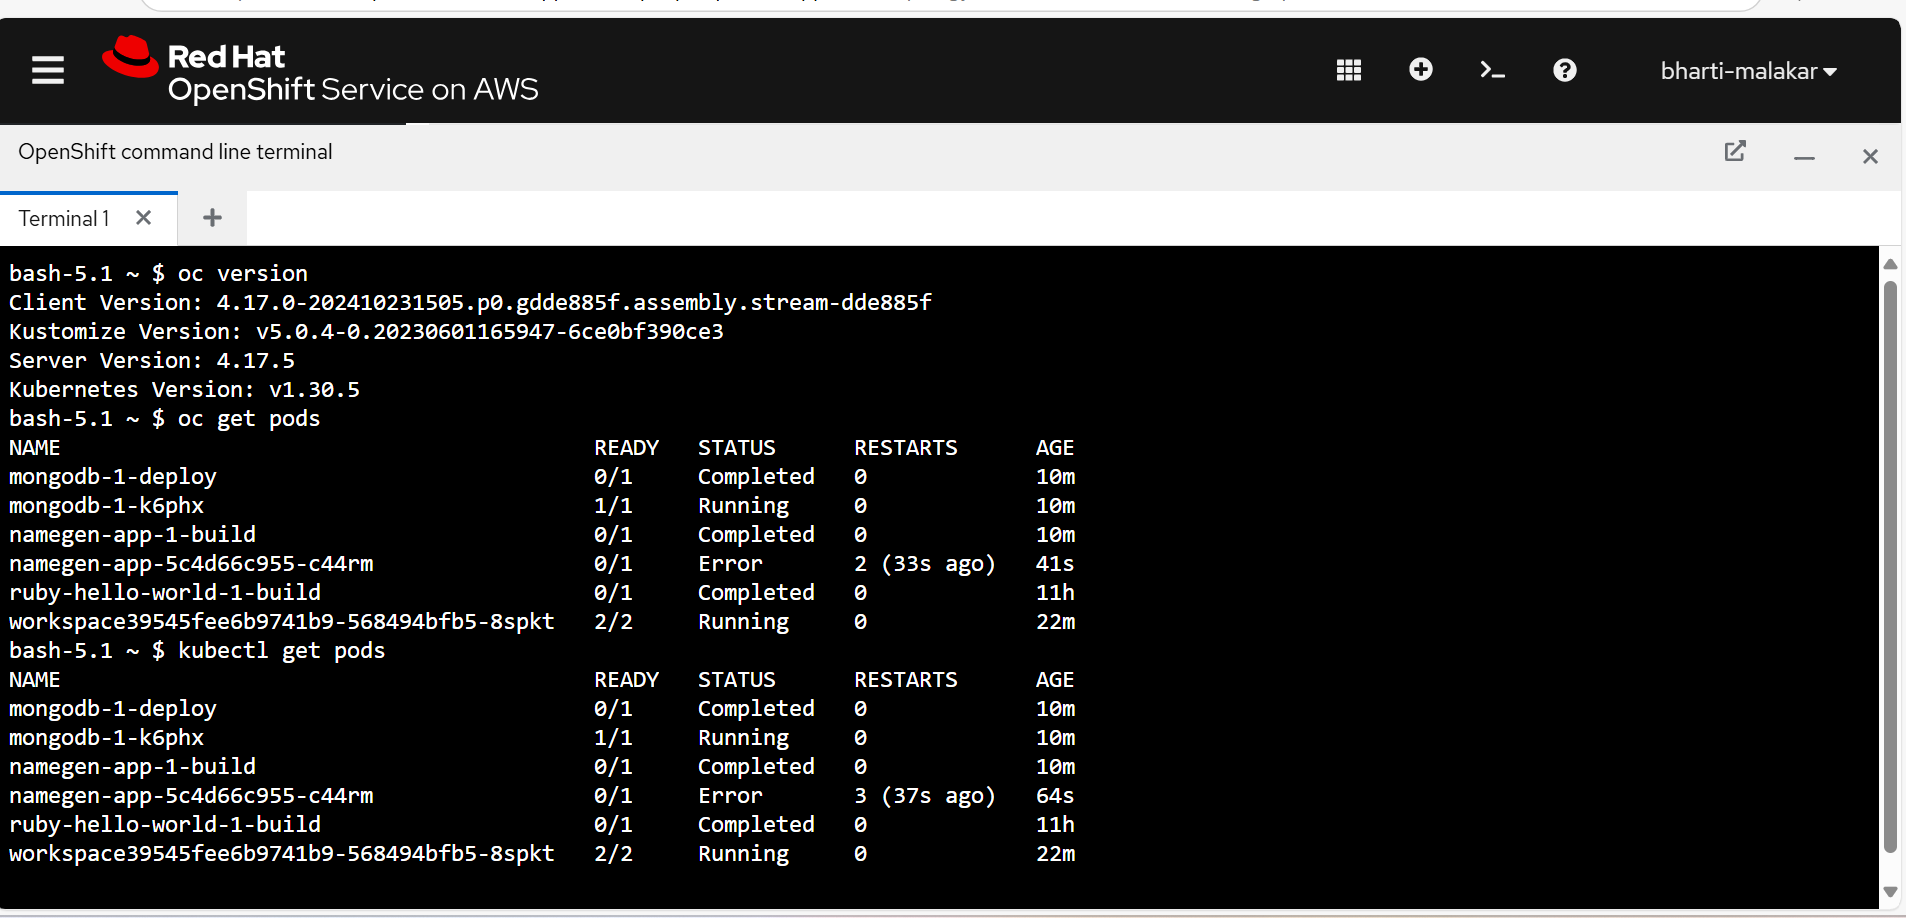 Red Hat
OpenShift Service on AWS
bharti-malakar
OpenShift command line terminal
Terminal 1
bash-5.1 ~ $ oc version
Client Version: 4.17.0-202410231505.p0.gdde885f.assembly.stream-dde885f
Kustomize Version: v5.0.4-0.20230601165947-6ce0bf390ce3
Server Version: 4.17.5
Kubernetes Version: v1.30.5
bash-5.1 ~ $ oc get pods
NAME READY STATUS RESTARTS AGE
mongodb-1-deploy 0/1 Completed 0 10m
mongodb-1-k6phx 1/1 Running 0 10m
namegen-app-1-build 0/1 Completed 0 10m
namegen-app-5c4d66c955-c44rm 0/1 Error 2 (33s ago) 41s
ruby-hello-world-1-build 0/1 Completed 0 11h
workspace39545fee6b9741b9-568494bfb5-8spkt 2/2 Running 0 22m
bash-5.1 ~ $ kubectl get pods
NAME READY STATUS RESTARTS AGE
mongodb-1-deploy 0/1 Completed 0 10m
mongodb-1-k6phx 1/1 Running 0 10m
namegen-app-1-build 0/1 Completed 0 10m
namegen-app-5c4d66c955-c44rm 0/1 Error 3 (37s ago) 64s
ruby-hello-world-1-build 0/1 Completed 0 11h
workspace39545fee6b9741b9-568494bfb5-8spkt 2/2 Running 0 22m